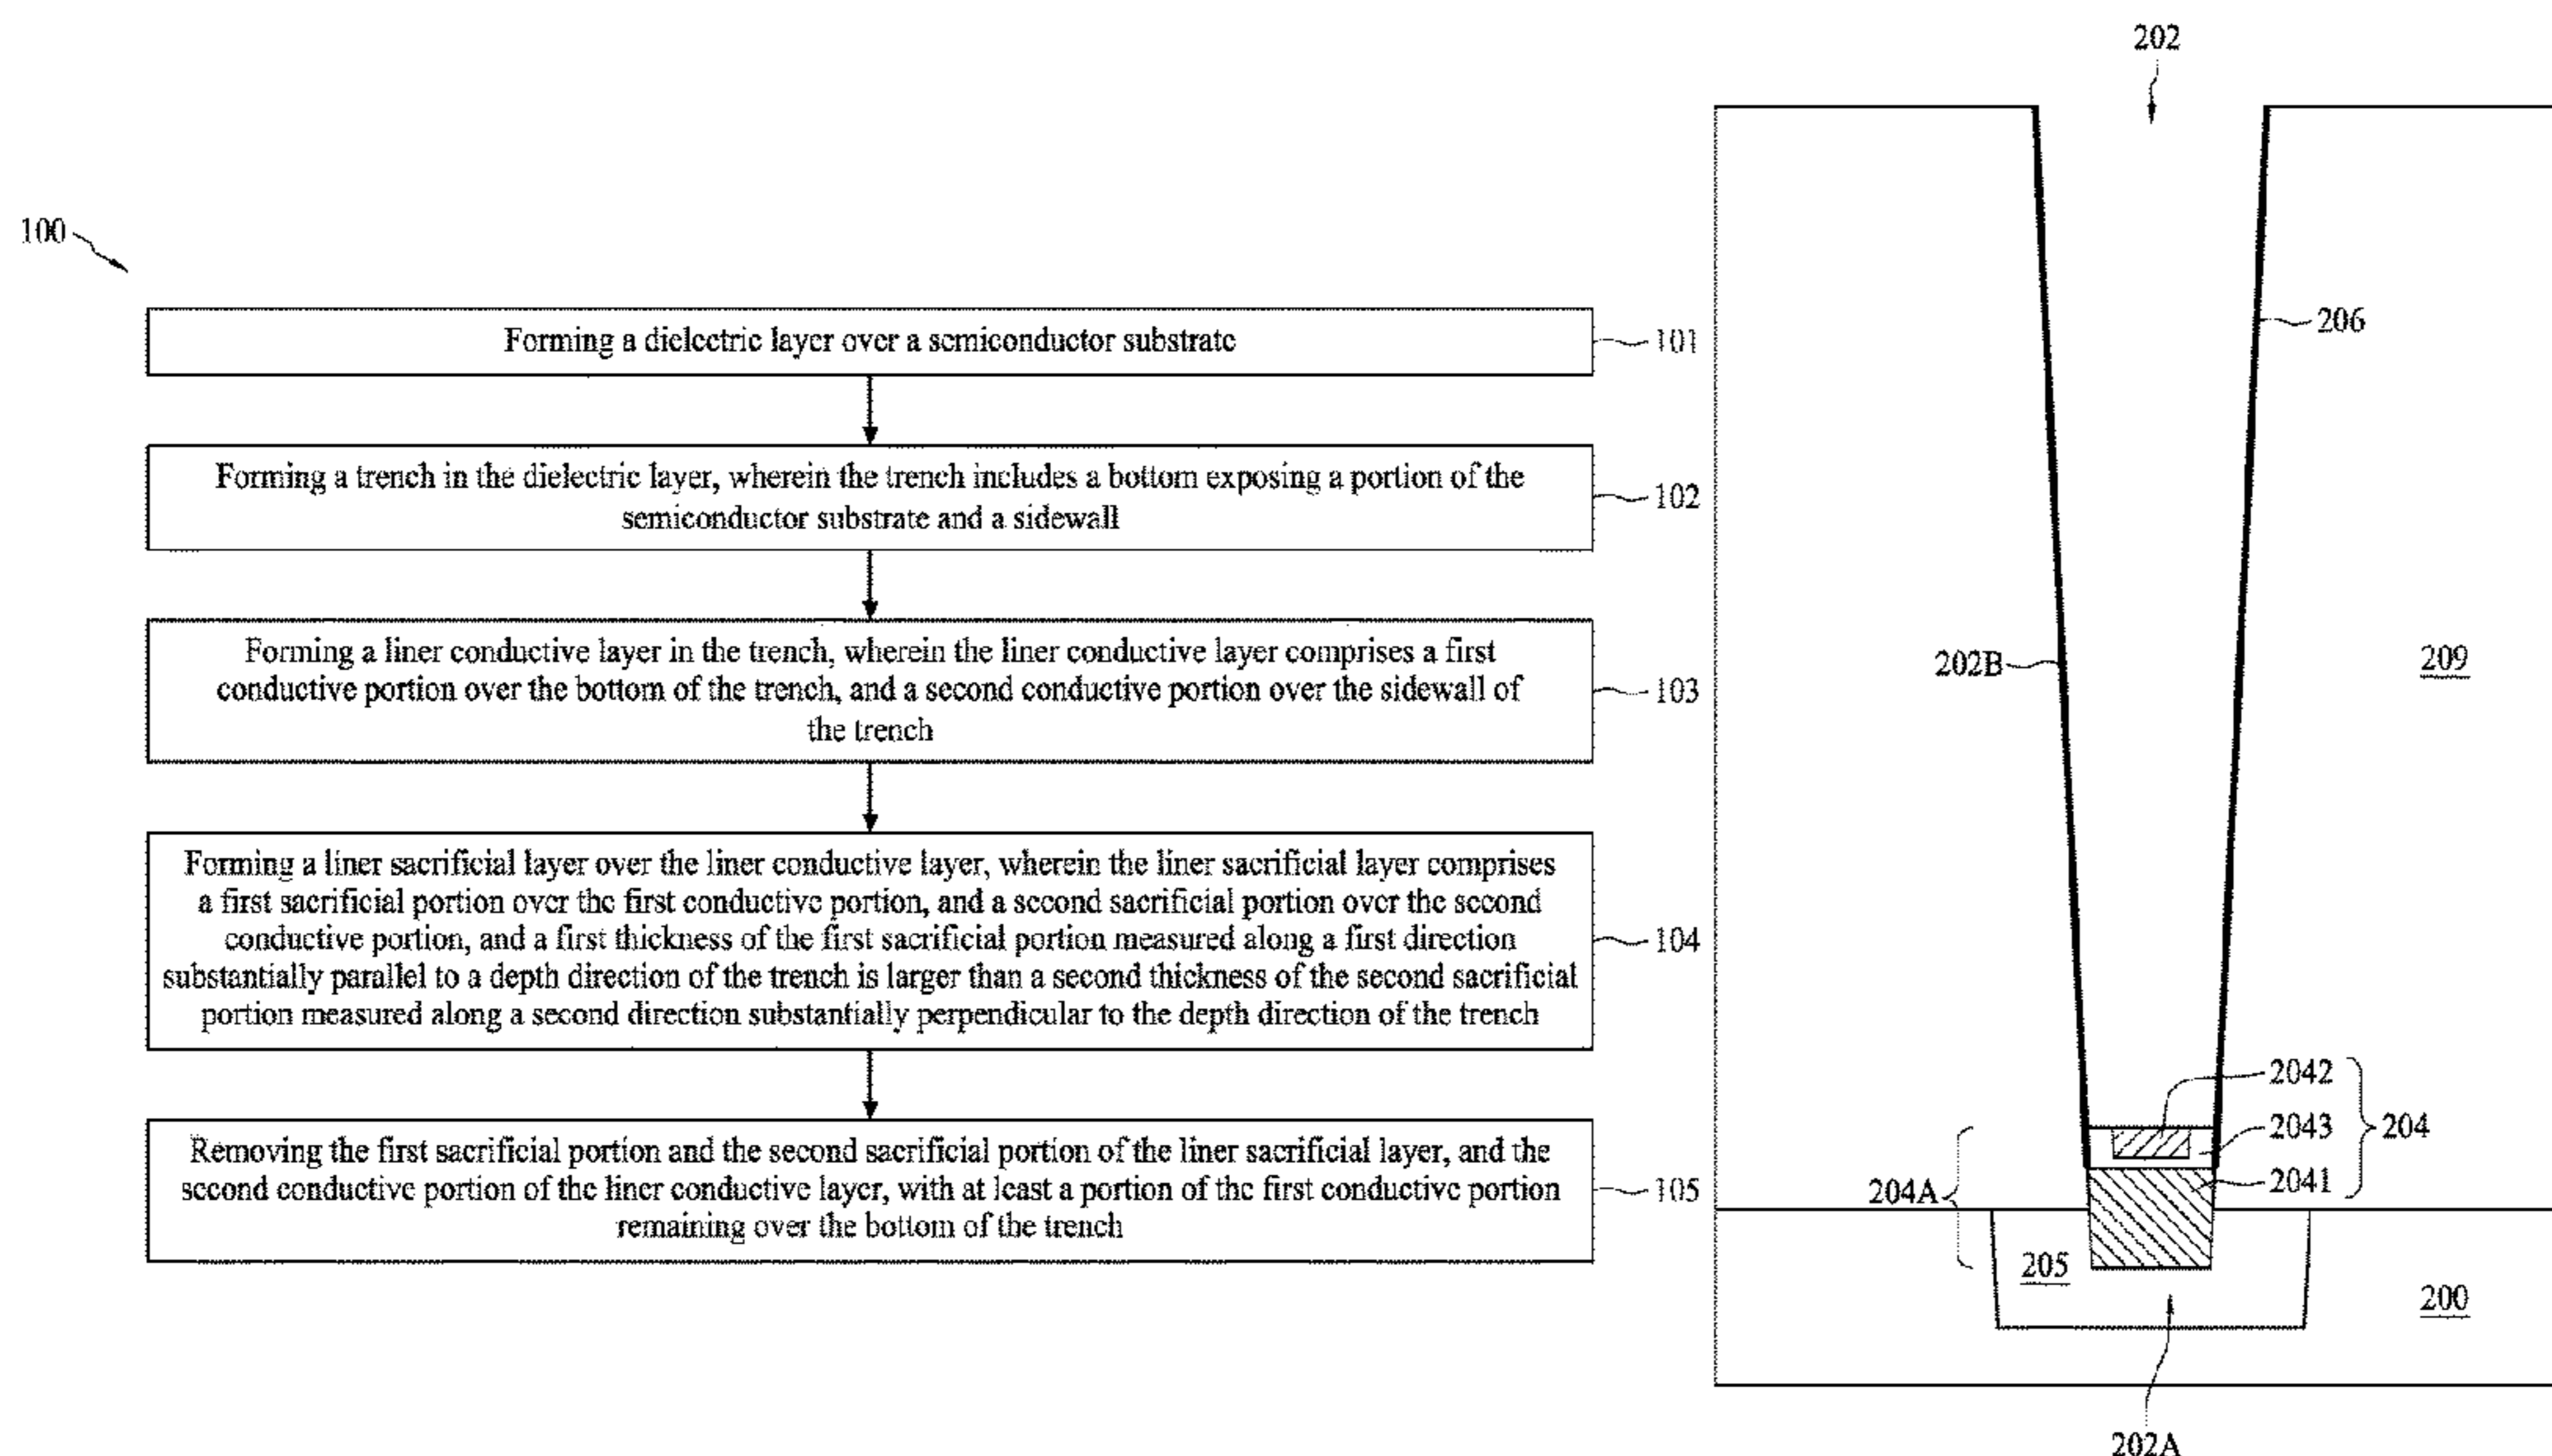 100
Forming a dielectric layer over a semiconductor substrate
101
Forming a trench in the dielectric layer, wherein the trench includes a bottom exposing a portion of the
semiconductor substrate and a sidewall
102
Forming a liner conductive layer in the trench, wherein the liner conductive layer comprises a first
conductive portion over the bottom of the trench, and a second conductive portion over the sidewall of
the trench
103
Forming a liner sacrificial layer over the liner conductive layer, wherein the liner sacrificial layer comprises
a first sacrificial portion over the first conductive portion, and a second sacrificial portion over the second
conductive portion, and a first thickness of the first sacrificial portion measured along a first direction
substantially parallel to a depth direction of the trench is larger than a second thickness of the second sacrificial
portion measured along a second direction substantially perpendicular to the depth direction of the trench
104
Removing the first sacrificial portion and the second sacrificial portion of the liner sacrificial layer, and the
second conductive portion of the liner conductive layer, with at least a portion of the first conductive portion
remaining over the bottom of the trench
105
202
206
202B
209
2042
2043
204
2041
204A
205
200
202A